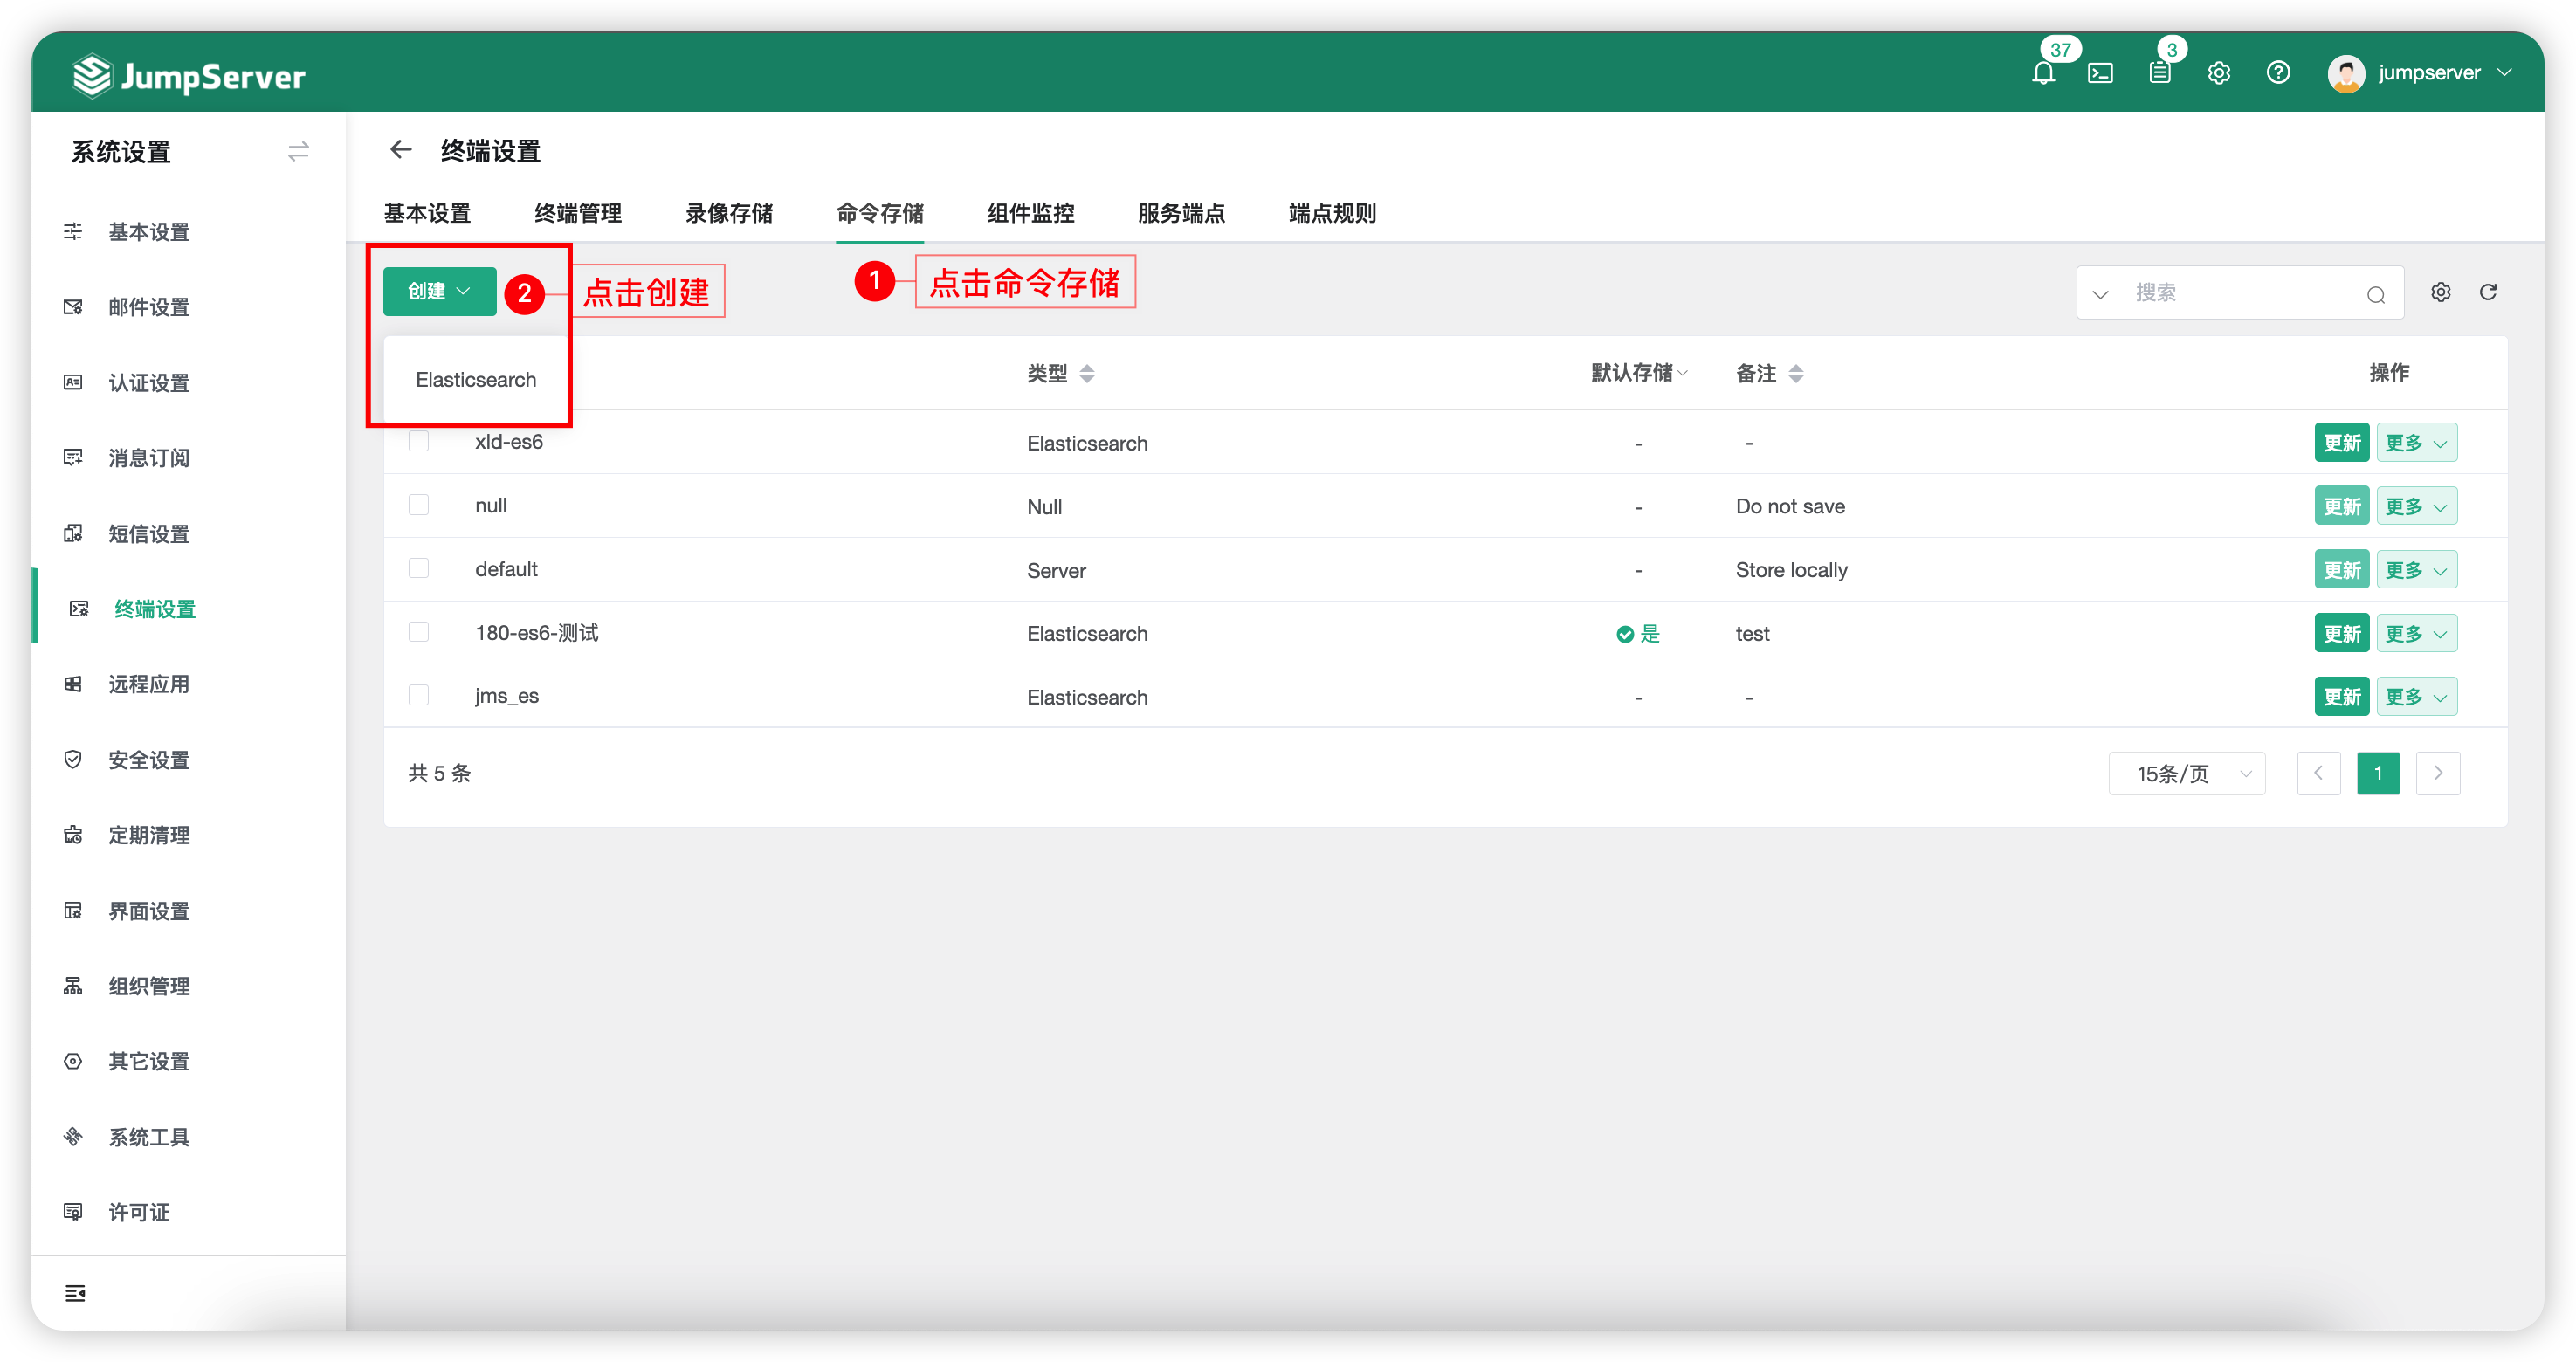 JumpServer
37
3
jumpserver
系统设置
终端设置
基本设置 终端管理 录像存储 命令存储 组件监控 服务端点 端点规则
基本设置
邮件设置
认证设置
消息订阅
短信设置
终端设置
远程应用
安全设置
定期清理
界面设置
组织管理
其它设置
系统工具
许可证
创建 2 点击创建 1 点击命令存储 搜索
Elasticsearch
类型 默认存储 备注 操作
xld-es6 Elasticsearch - - 更新 更多
null Null - Do not save 更新 更多
default Server - Store locally 更新 更多
180-es6-测试 Elasticsearch 是 test 更新 更多
jms_es Elasticsearch - - 更新 更多
共 5 条 15条/页 1